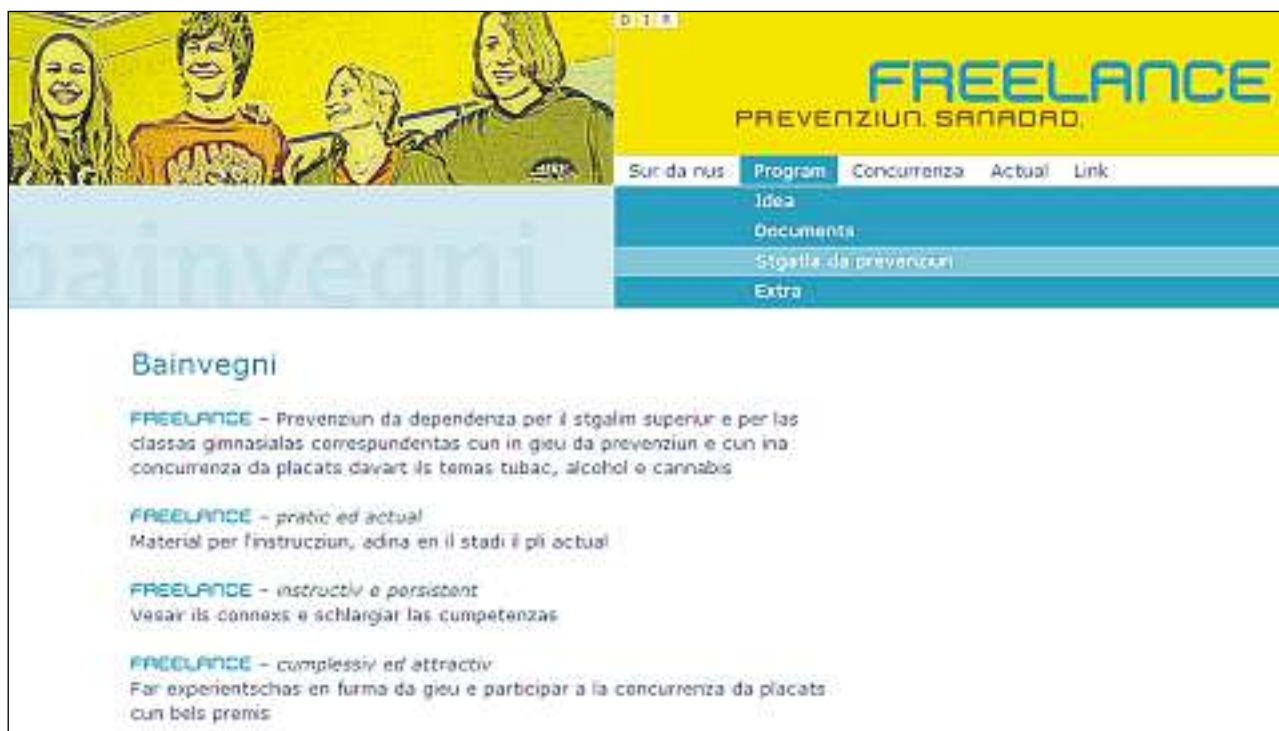 D I R
FREELANCE
PREVENZIUN. SANADAD.
Sur da nus Program Concurrenza Actual Link
Idea
Documents
Stgatla da prevenziun
Extra
bainvegni
Bainvegni
FREELANCE – Prevenziun da dependenza per il stgalim superiur e per las
classas gimnasialas correspundentas cun in gieu da prevenziun e cun ina
concurrenza da placats davart ils temas tubac, alcohol e cannabis
FREELANCE – pratic ed actual
Material per l'instrucziun, adina en il stadi il pli actual
FREELANCE – instructiv e persistent
Vesair ils connexs e schlargiar las cumpetenzas
FREELANCE – cumplessiv ed attractiv
Far experientschas en furma da gieu e participar a la concurrenza da placats
cun bels premis